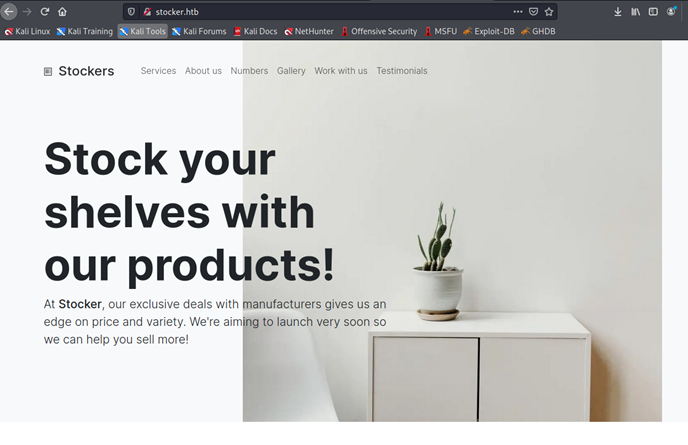 stocker.htb
Kali Linux Kali Training Kali Tools Kali Forums Kali Docs NetHunter Offensive Security MSFU Exploit-DB GHDB
Stockers Services About us Numbers Gallery Work with us Testimonials
Stock your
shelves with
our products!
At Stocker, our exclusive deals with manufacturers gives us an
edge on price and variety. We're aiming to launch very soon so
we can help you sell more!